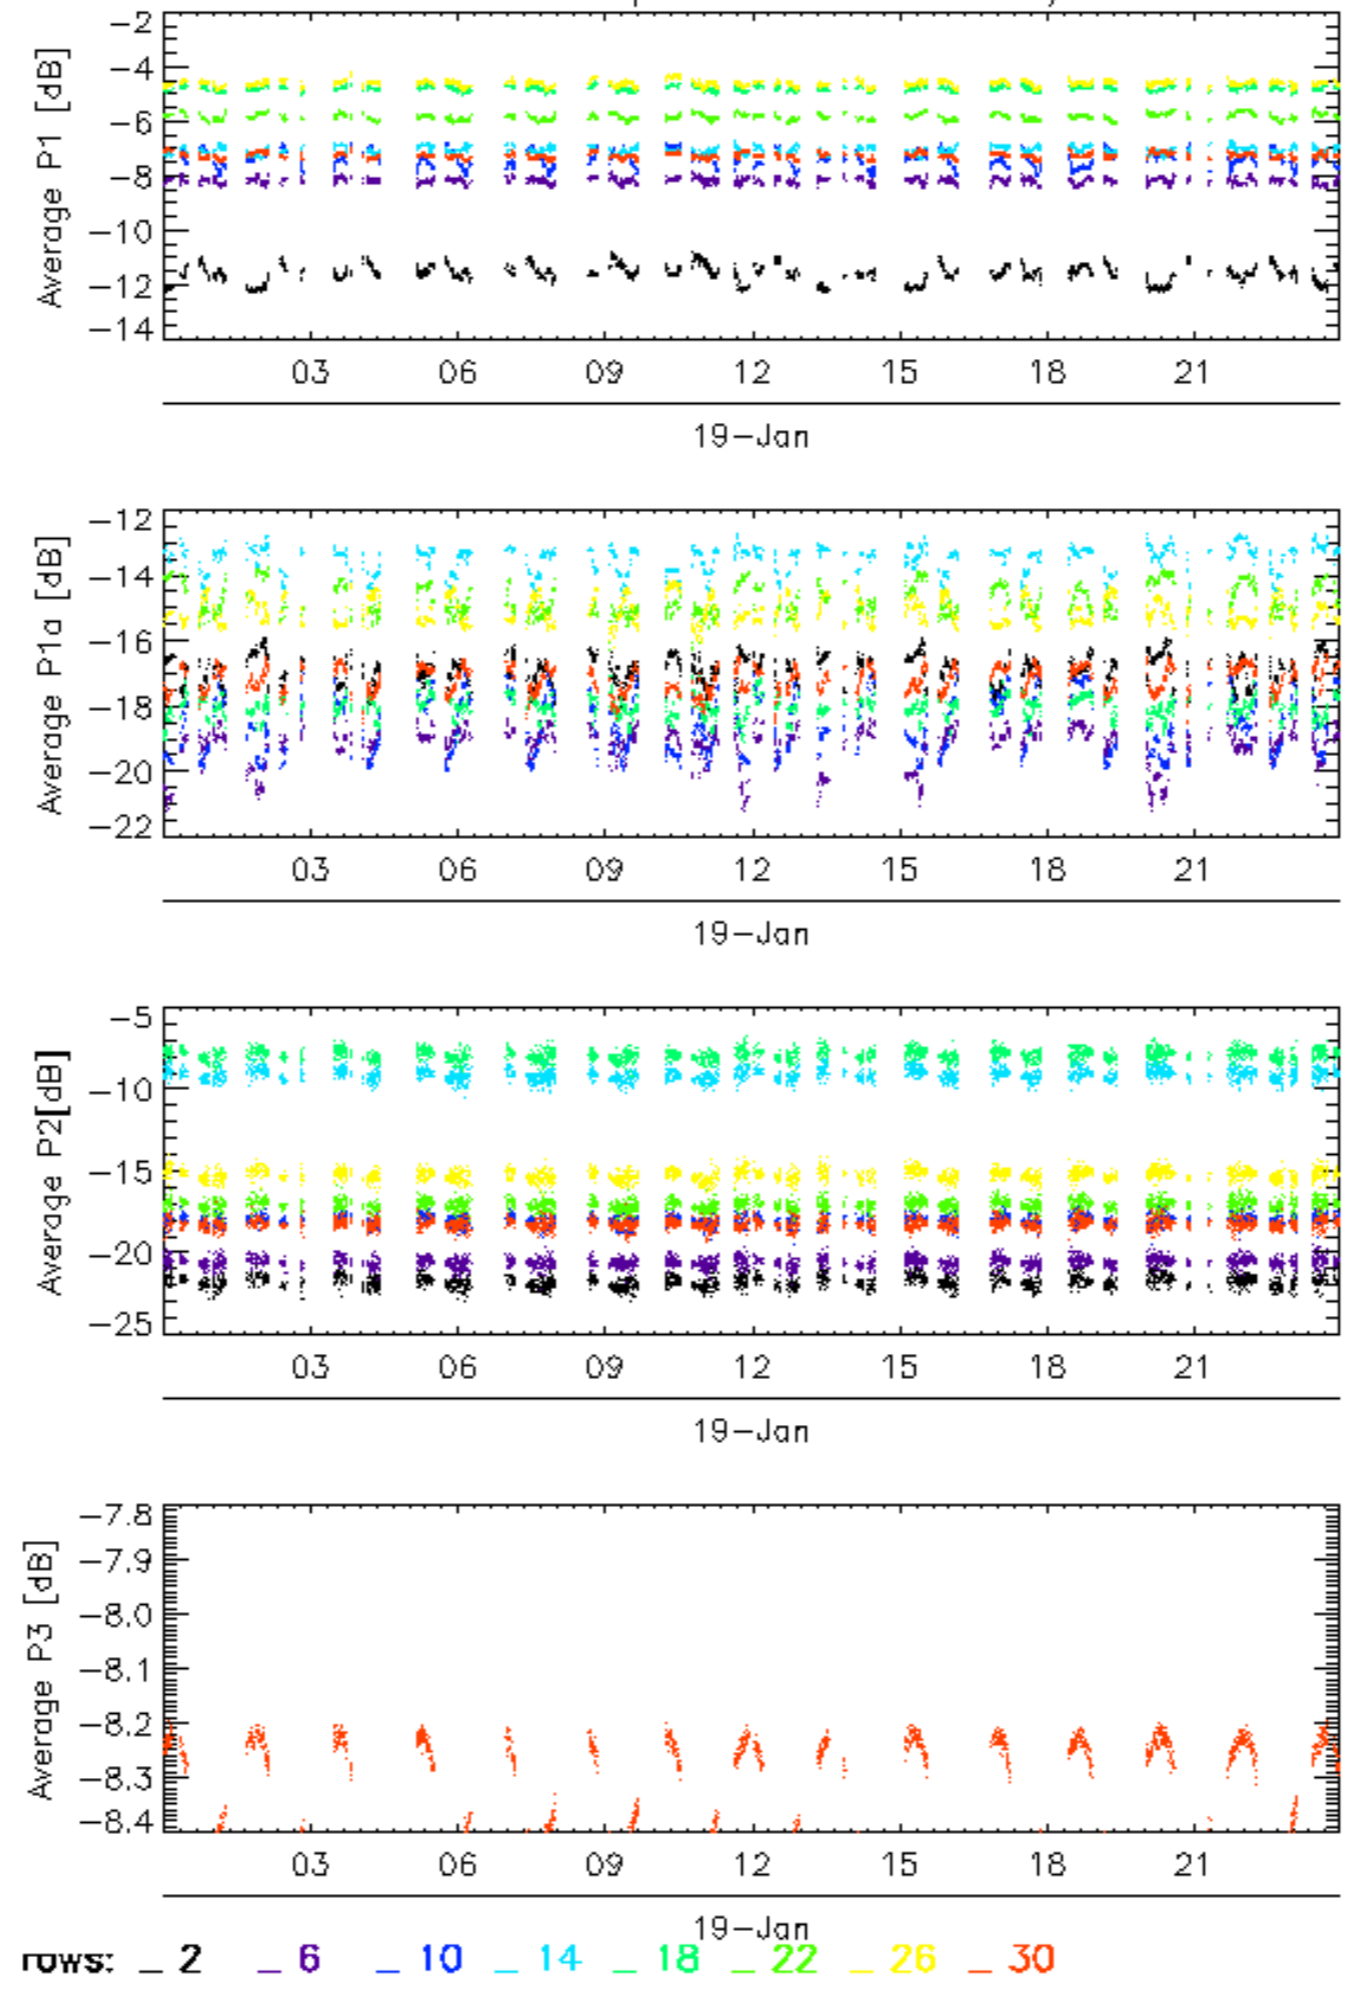 Average P1 [dB]
−2
−4
−6
−8
−10
−12
−14
03 06 09 12 15 18 21
19−Jan
Average P1a [dB]
−12
−14
−16
−18
−20
−22
03 06 09 12 15 18 21
19−Jan
Average P2[dB]
−5
−10
−15
−20
−25
03 06 09 12 15 18 21
19−Jan
Average P3 [dB]
−7.8
−7.9
−8.0
−8.1
−8.2
−8.3
−8.4
03 06 09 12 15 18 21
19−Jan
rows: _ 2 _ 6 _ 10 _ 14 _ 18 _ 22 _ 26 _ 30